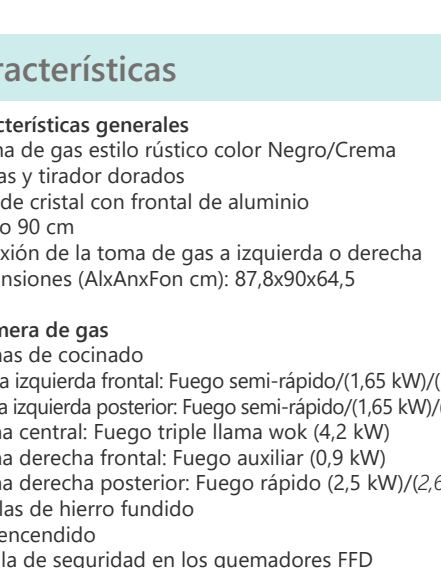 racterísticas
cterísticas generales
na de gas estilo rústico color Negro/Crema
as y tirador dorados
de cristal con frontal de aluminio
o 90 cm
xión de la toma de gas a izquierda o derecha
nsiones (AlxAnxFon cm): 87,8x90x64,5
mera de gas
nas de cocinado
a izquierda frontal: Fuego semi-rápido/(1,65 kW)/(
a izquierda posterior: Fuego semi-rápido/(1,65 kW)/
na central: Fuego triple llama wok (4,2 kW)
na derecha frontal: Fuego auxiliar (0,9 kW)
na derecha posterior: Fuego rápido (2,5 kW)/(2,6
las de hierro fundido
encendido
la de seguridad en los quemadores FFD